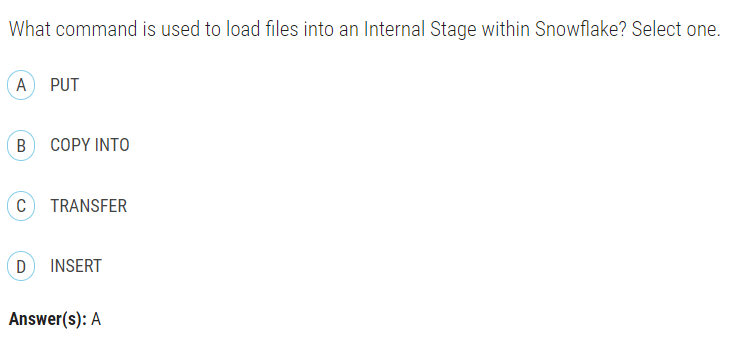 What command is used to load files into an Internal Stage within Snowflake? Select one.
A PUT
B COPY INTO
C TRANSFER
D INSERT
Answer(s): A